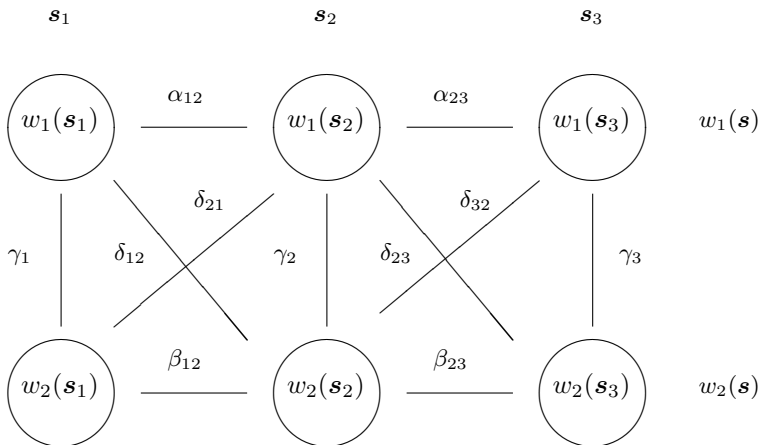 𝒔₁ 𝒔₂ 𝒔₃
α₁₂ α₂₃
w₁(𝒔₁) w₁(𝒔₂) w₁(𝒔₃) w₁(𝒔)
δ₂₁ δ₃₂
γ₁ δ₁₂ γ₂ δ₂₃ γ₃
β₁₂ β₂₃
w₂(𝒔₁) w₂(𝒔₂) w₂(𝒔₃) w₂(𝒔)